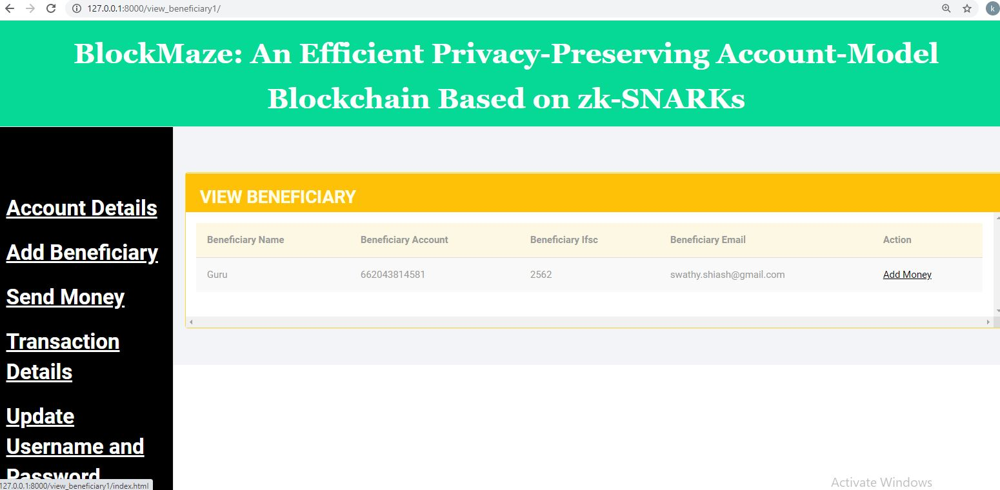 127.0.0.1:8000/view_beneficiary1/
k
BlockMaze: An Efficient Privacy-Preserving Account-Model
Blockchain Based on zk-SNARKs
Account Details
Add Beneficiary
Send Money
Transaction
Details
Update
Username and
Password
VIEW BENEFICIARY
Beneficiary Name Beneficiary Account Beneficiary Ifsc Beneficiary Email Action
Guru 662043814581 2562 swathy.shiash@gmail.com Add Money
127.0.0.1:8000/view_beneficiary1/index.html
Activate Windows